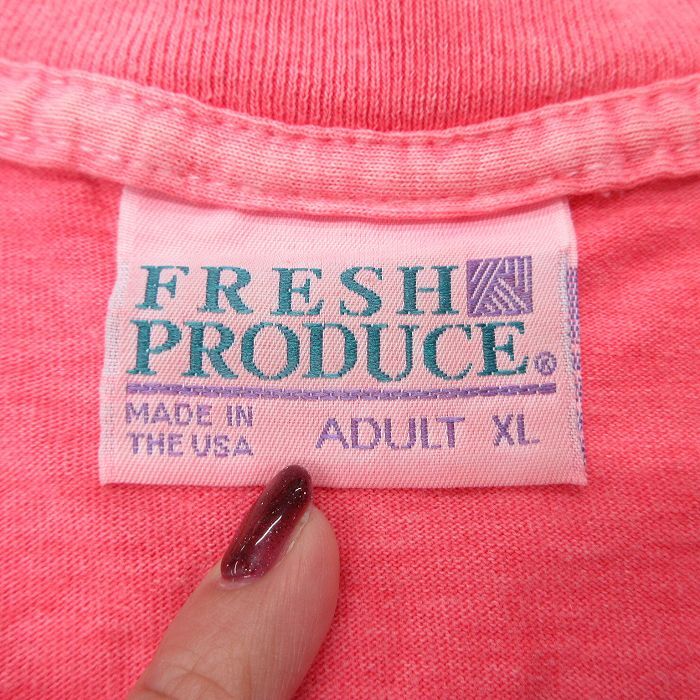 FRESH
PRODUCE®
MADE IN
THE USA
ADULT XL